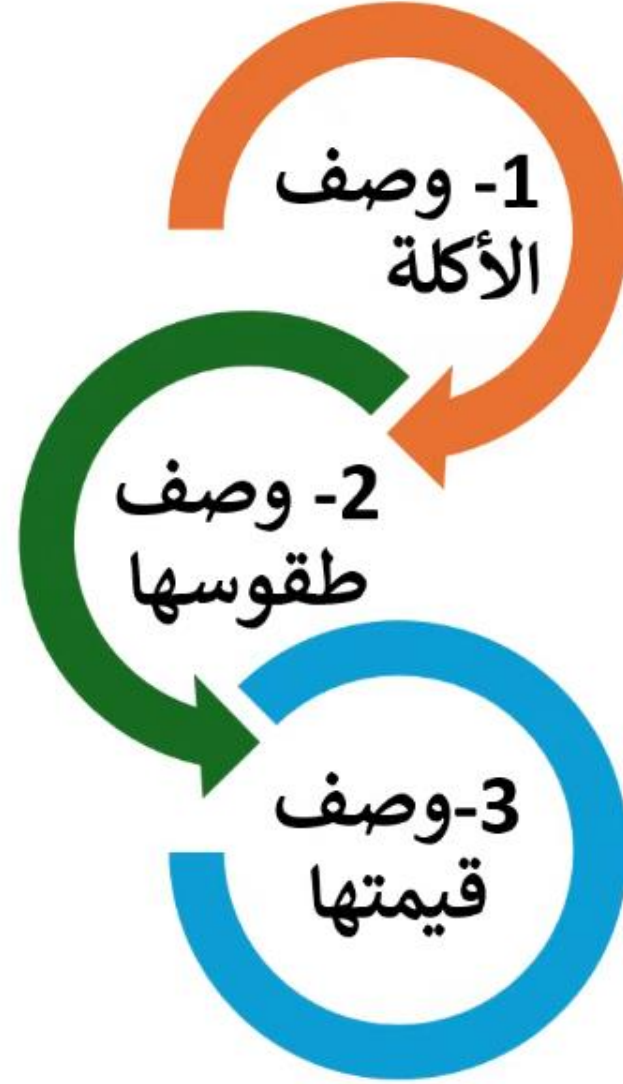 1- وصف
الأكلة
2- وصف
طقوسها
3-وصف
قيمتها